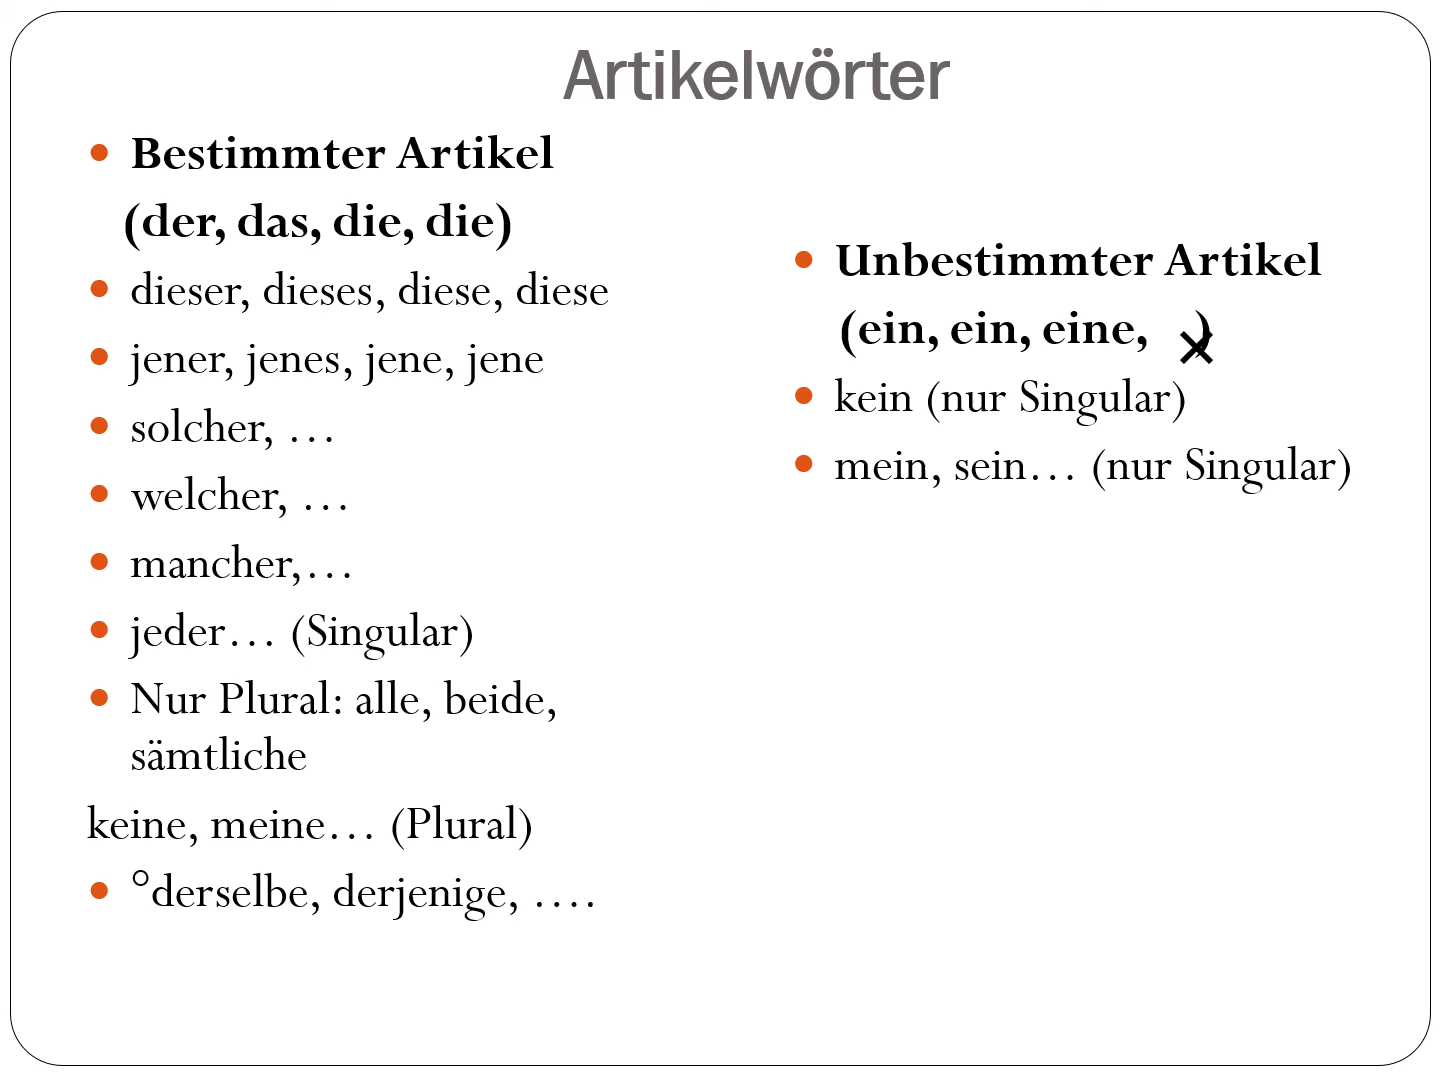 Artikelwörter
Bestimmter Artikel
(der, das, die, die)
dieser, dieses, diese, diese
jener, jenes, jene, jene
solcher, …
welcher, …
mancher,…
jeder… (Singular)
Nur Plural: alle, beide,
sämtliche
keine, meine… (Plural)
°derselbe, derjenige, ….
Unbestimmter Artikel
(ein, ein, eine, ×)
kein (nur Singular)
mein, sein… (nur Singular)